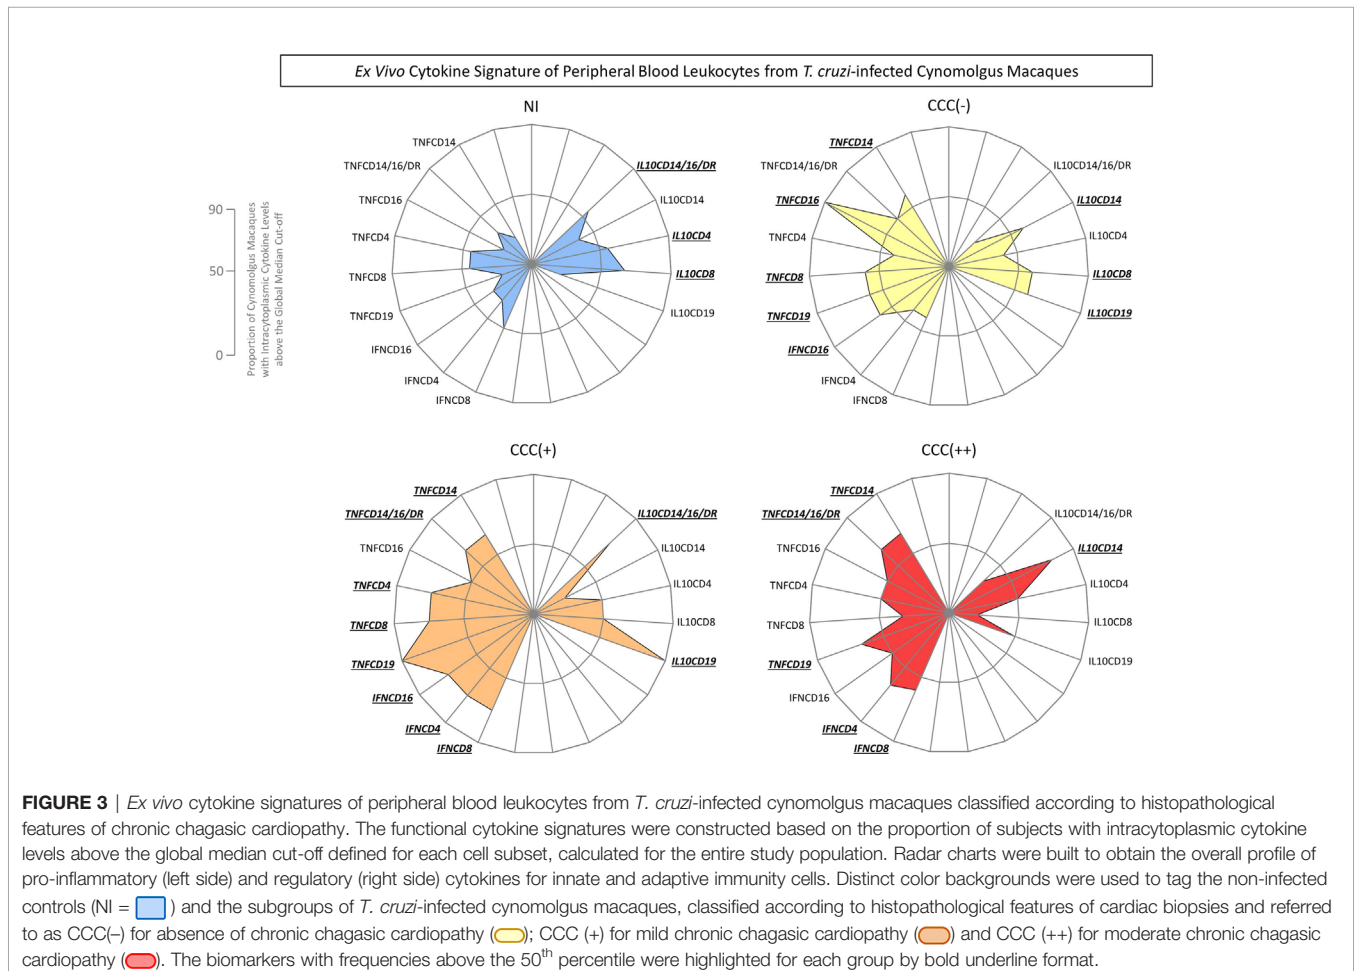 Ex Vivo Cytokine Signature of Peripheral Blood Leukocytes from T. cruzi-infected Cynomolgus Macaques
NI
TNFCD14
TNFCD14/16/DR
TNFCD16
TNFCD4
TNFCD8
TNFCD19
IFNCD16
IFNCD4
IFNCD8
IL10CD14/16/DR
IL10CD14
IL10CD4
IL10CD8
IL10CD19
90
50
0
Proportion of Cynomolgus Macaques
with Intracytoplasmic Cytokine Levels
above the Global Median Cut-off
CCC(-)
TNFCD14
TNFCD14/16/DR
TNFCD16
TNFCD4
TNFCD8
TNFCD19
IFNCD16
IFNCD4
IFNCD8
IL10CD14/16/DR
IL10CD14
IL10CD4
IL10CD8
IL10CD19
CCC(+)
TNFCD14
TNFCD14/16/DR
TNFCD16
TNFCD4
TNFCD8
TNFCD19
IFNCD16
IFNCD4
IFNCD8
IL10CD14/16/DR
IL10CD14
IL10CD4
IL10CD8
IL10CD19
CCC(++)
TNFCD14
TNFCD14/16/DR
TNFCD16
TNFCD4
TNFCD8
TNFCD19
IFNCD16
IFNCD4
IFNCD8
IL10CD14/16/DR
IL10CD14
IL10CD4
IL10CD8
IL10CD19
FIGURE 3 | Ex vivo cytokine signatures of peripheral blood leukocytes from T. cruzi-infected cynomolgus macaques classified according to histopathological
features of chronic chagasic cardiopathy. The functional cytokine signatures were constructed based on the proportion of subjects with intracytoplasmic cytokine
levels above the global median cut-off defined for each cell subset, calculated for the entire study population. Radar charts were built to obtain the overall profile of
pro-inflammatory (left side) and regulatory (right side) cytokines for innate and adaptive immunity cells. Distinct color backgrounds were used to tag the non-infected
controls (NI = ) and the subgroups of T. cruzi-infected cynomolgus macaques, classified according to histopathological features of cardiac biopsies and referred
to as CCC(–) for absence of chronic chagasic cardiopathy ( ); CCC (+) for mild chronic chagasic cardiopathy ( ) and CCC (++) for moderate chronic chagasic
cardiopathy ( ). The biomarkers with frequencies above the 50th percentile were highlighted for each group by bold underline format.